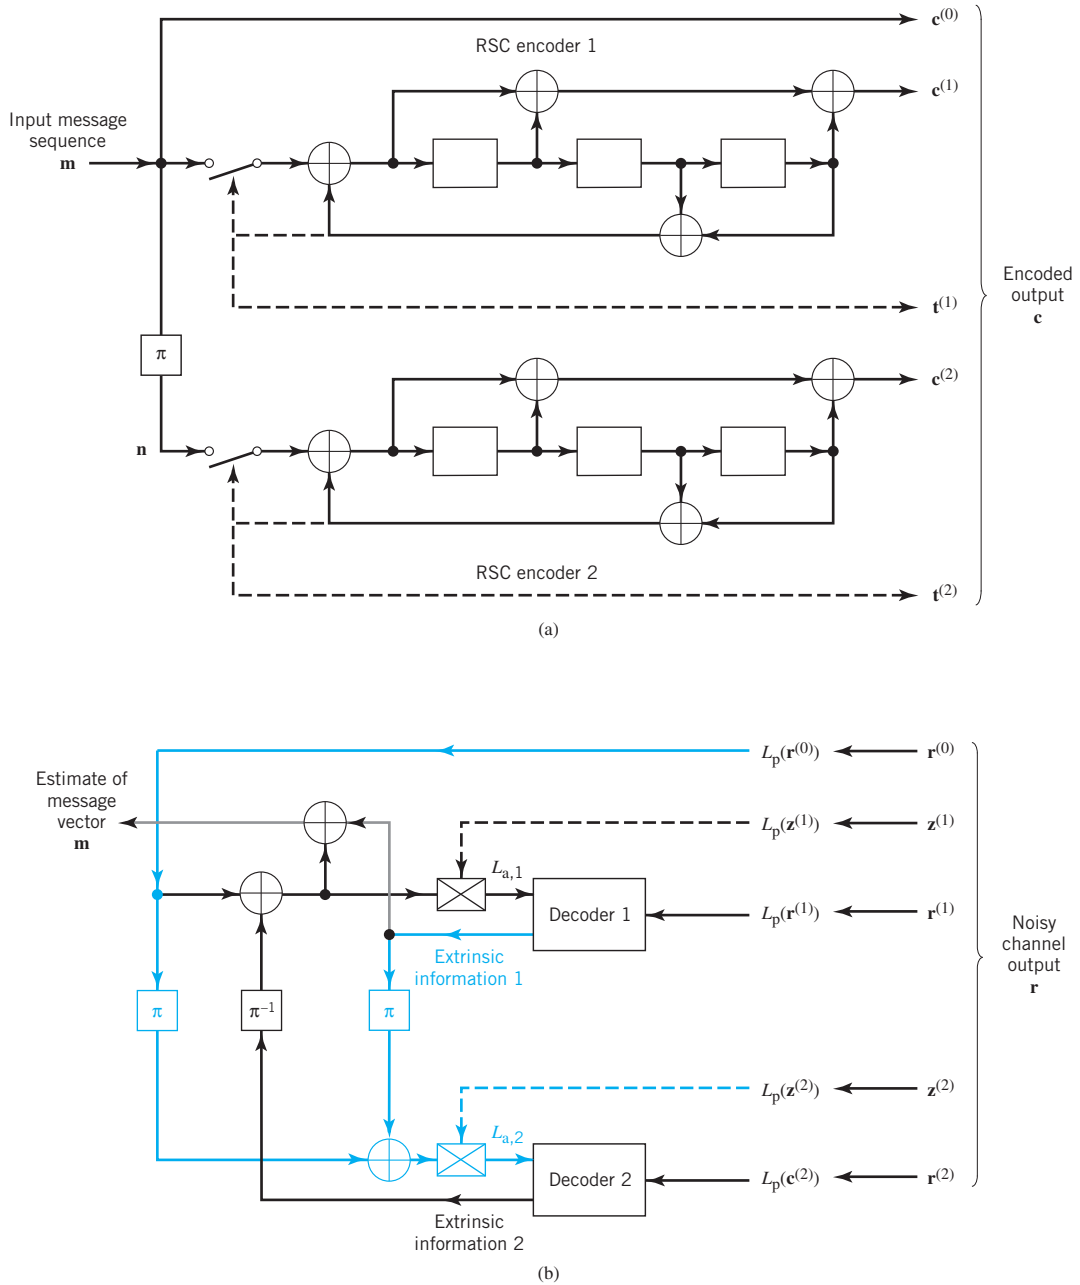 c(0)
RSC encoder 1
c(1)
Input message
sequence
m
t(1)
Encoded
output
c
π
c(2)
n
RSC encoder 2
t(2)
(a)
Lp(r(0))
r(0)
Estimate of
message
vector
m
Lp(z(1))
z(1)
La,1
Decoder 1
Lp(r(1))
r(1)
Extrinsic
information 1
Noisy
channel
output
r
π
π−1
π
Lp(z(2))
z(2)
La,2
Decoder 2
Lp(c(2))
r(2)
Extrinsic
information 2
(b)